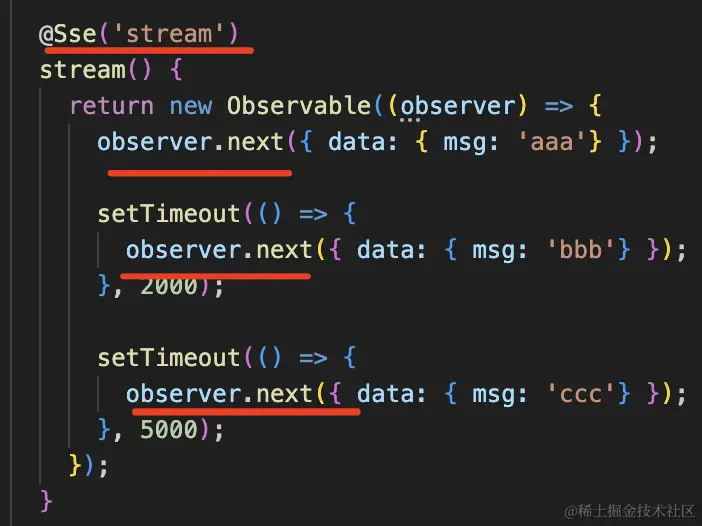 @Sse('stream')
stream() {
return new Observable((observer) => {
observer.next({ data: { msg: 'aaa'} });
setTimeout(() => {
observer.next({ data: { msg: 'bbb'} });
}, 2000);
setTimeout(() => {
observer.next({ data: { msg: 'ccc'} });
}, 5000);
});
}
@稀土掘金技术社区